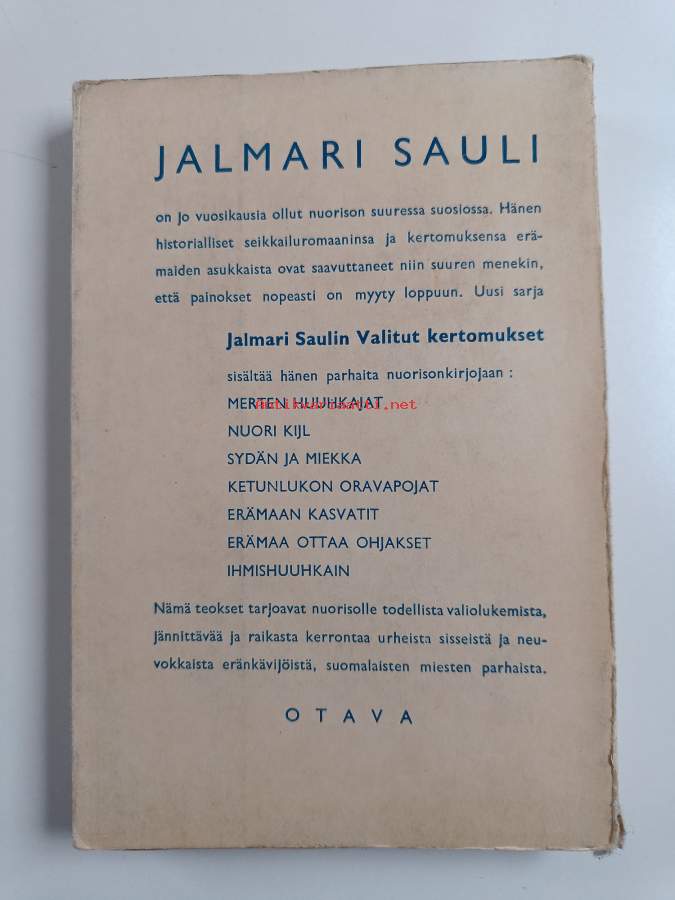 JALMARI SAULI
on jo vuosikausia ollut nuorison suuressa suosiossa. Hänen
historialliset seikkailuromaaninsa ja kertomuksensa erä-
maiden asukkaista ovat saavuttaneet niin suuren menekin,
että painokset nopeasti on myyty loppuun. Uusi sarja
Jalmari Saulin Valitut kertomukset
sisältää hänen parhaita nuorisonkirjojaan :
MERTEN HUUHKAJAT
Antikvariaatti.net
NUORI KIJL
SYDÄN JA MIEKKA
KETUNLUKON ORAVAPOJAT
ERÄMAAN KASVATIT
ERÄMAA OTTAA OHJAKSET
IHMISHUUHKAIN
Nämä teokset tarjoavat nuorisolle todellista valiolukemista,
jännittävää ja raikasta kerrontaa urheista sisseistä ja neu-
vokkaista eränkävijöistä, suomalaisten miesten parhaista.
OTAVA